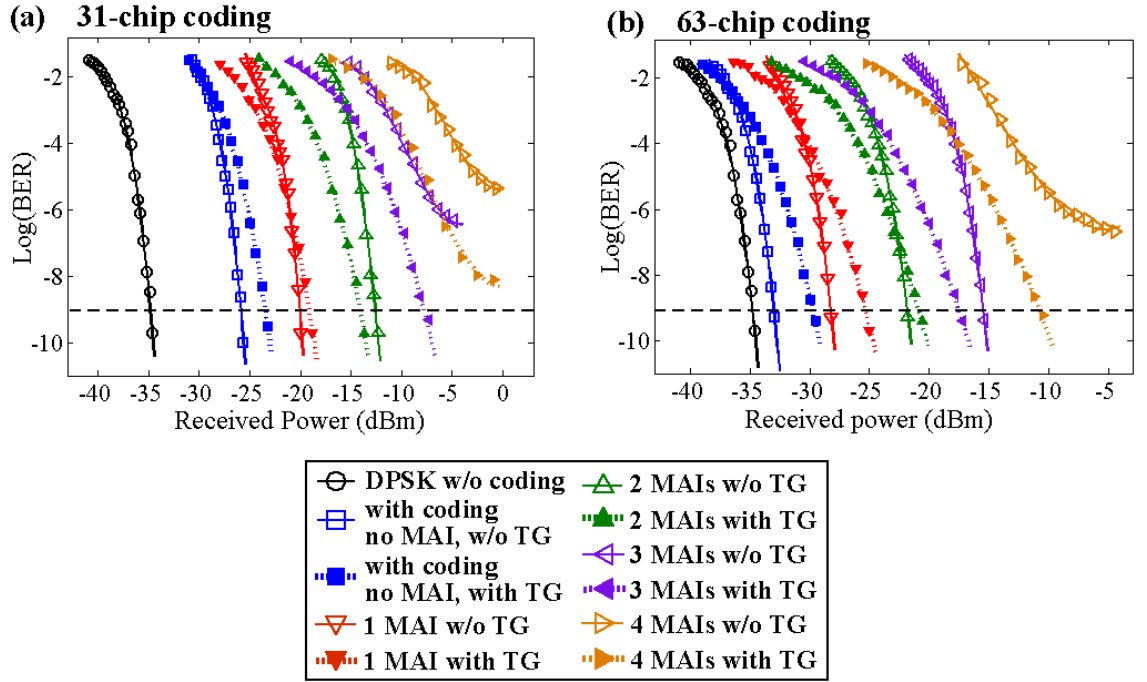 (a) 31-chip coding
-40 -35 -30 -25 -20 -15 -10 -5 0
-2
-4
-6
-8
-10
Log(BER)
Received Power (dBm)
(b) 63-chip coding
-40 -35 -30 -25 -20 -15 -10 -5
-2
-4
-6
-8
-10
Log(BER)
Received power (dBm)
DPSK w/o coding
with coding
no MAI, w/o TG
with coding
no MAI, with TG
1 MAI w/o TG
1 MAI with TG
2 MAIs w/o TG
2 MAIs with TG
3 MAIs w/o TG
3 MAIs with TG
4 MAIs w/o TG
4 MAIs with TG